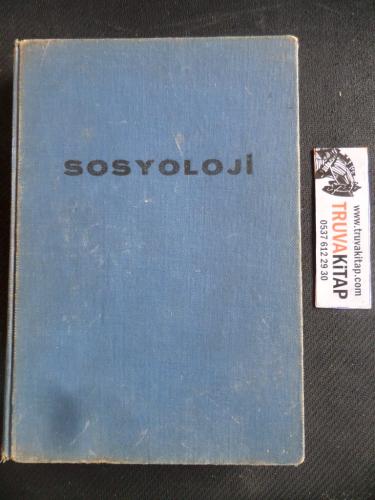 SOSYOLOJİ
TRUVAKiTAP
www.truvakitap.com
0537 612 29 30